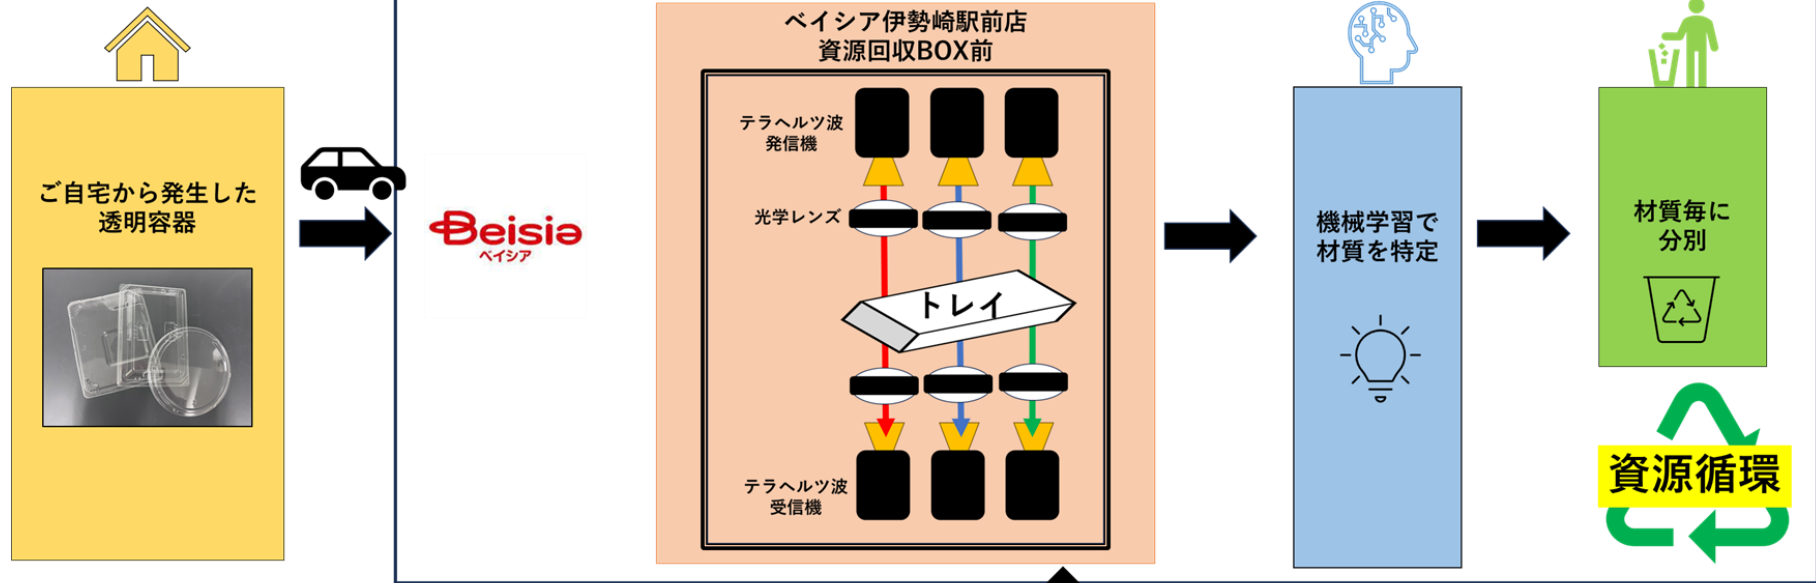 ご自宅から発生した
透明容器
Beisia
ベイシア
ベイシア伊勢崎駅前店
資源回収BOX前
テラヘルツ波
発信機
光学レンズ
トレイ
テラヘルツ波
受信機
機械学習で
材質を特定
材質毎に
分別
資源循環